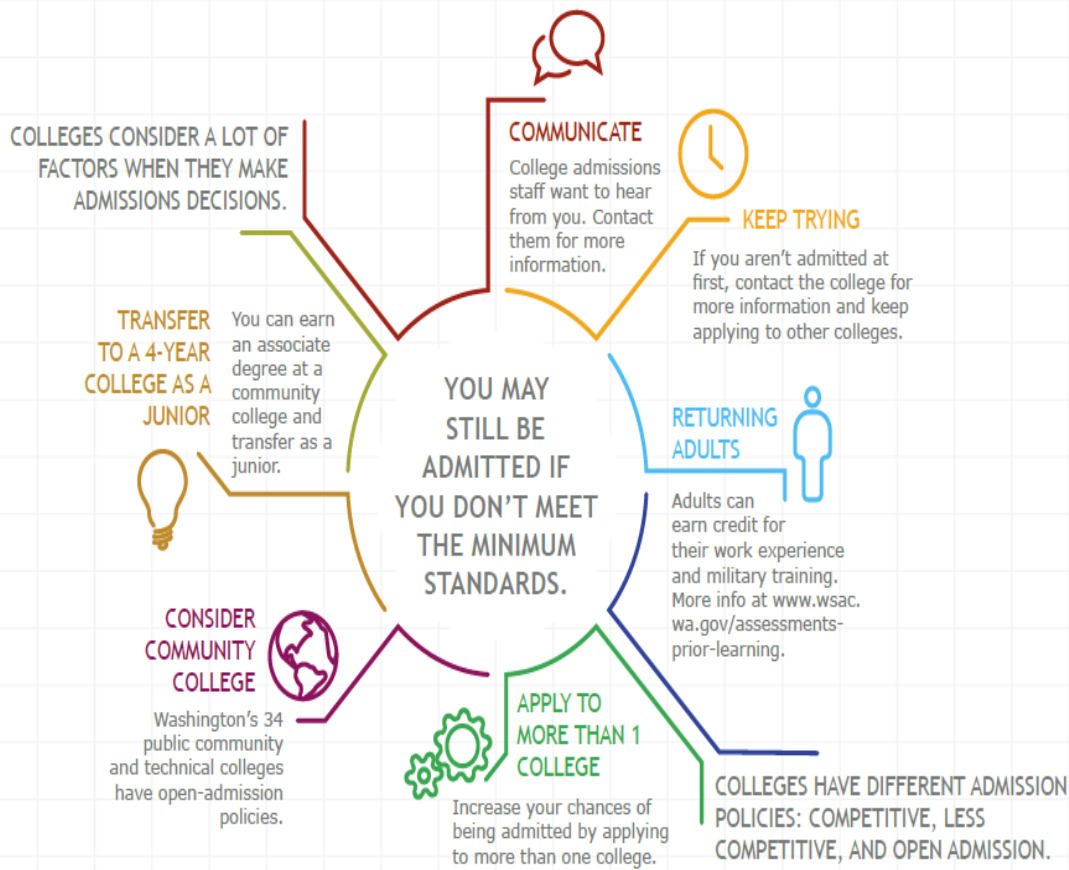 COLLEGES CONSIDER A LOT OF
FACTORS WHEN THEY MAKE
ADMISSIONS DECISIONS.
COMMUNICATE
College admissions
staff want to hear
from you. Contact
them for more
information.
KEEP TRYING
If you aren't admitted at
first, contact the college for
more information and keep
applying to other colleges.
TRANSFER
TO A 4-YEAR
COLLEGE AS A
JUNIOR
You can earn
an associate
degree at a
community
college and
transfer as a
junior.
YOU MAY
STILL BE
ADMITTED IF
YOU DON'T MEET
THE MINIMUM
STANDARDS.
RETURNING
ADULTS
Adults can
earn credit for
their work experience
and military training.
More info at www.wsac.
wa.gov/assessments-
prior-learning.
CONSIDER
COMMUNITY
COLLEGE
Washington's 34
public community
and technical colleges
have open-admission
policies.
APPLY TO
MORE THAN 1
COLLEGE
Increase your chances of
being admitted by applying
to more than one college.
COLLEGES HAVE DIFFERENT ADMISSION
POLICIES: COMPETITIVE, LESS
COMPETITIVE, AND OPEN ADMISSION.